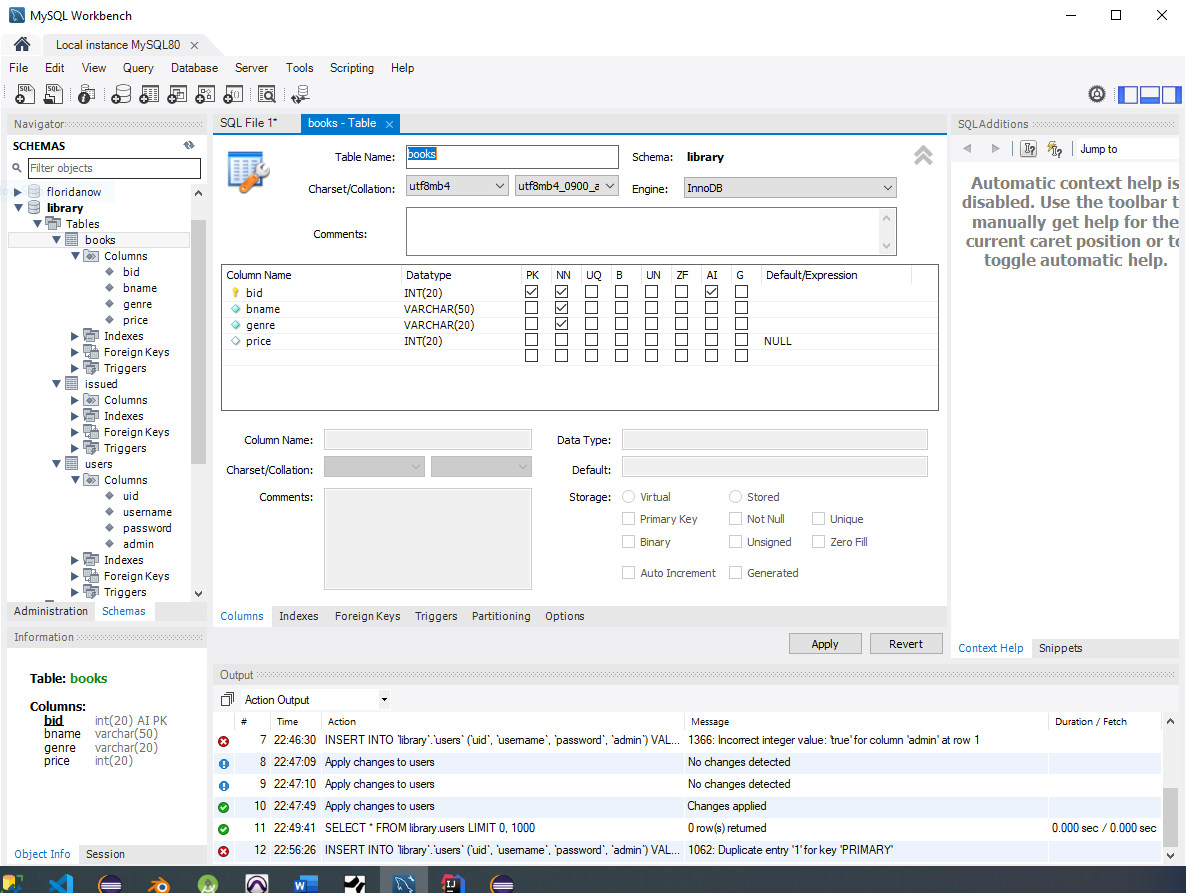 MySQL Workbench
Local instance MySQL80
File Edit View Query Database Server Tools Scripting Help
Navigator
SCHEMAS
Filter objects
floridanow
library
Tables
books
Columns
bid
bname
genre
price
Indexes
Foreign Keys
Triggers
issued
Columns
Indexes
Foreign Keys
Triggers
users
Columns
uid
username
password
admin
Indexes
Foreign Keys
Triggers
Administration Schemas
Information
Table: books
Columns:
bid int(20) AI PK
bname varchar(50)
genre varchar(20)
price int(20)
Object Info Session
SQL File 1* books - Table
Table Name: books Schema: library
Charset/Collation: utf8mb4 utf8mb4_0900_a Engine: InnoDB
Comments:
Column Name Datatype PK NN UQ B UN ZF AI G Default/Expression
bid INT(20)
bname VARCHAR(50)
genre VARCHAR(20)
price INT(20) NULL
Column Name: Data Type:
Charset/Collation: Default:
Comments: Storage: Virtual Stored
Primary Key Not Null Unique
Binary Unsigned Zero Fill
Auto Increment Generated
Columns Indexes Foreign Keys Triggers Partitioning Options
Apply Revert
SQLAdditions
Jump to
Automatic context help is
disabled. Use the toolbar t
manually get help for the
current caret position or to
toggle automatic help.
Context Help Snippets
Output
Action Output
# Time Action Message Duration / Fetch
7 22:46:30 INSERT INTO `library`.`users` (`uid`, `username`, `password`, `admin`) VAL... 1366: Incorrect integer value: 'true' for column 'admin' at row 1
8 22:47:09 Apply changes to users No changes detected
9 22:47:10 Apply changes to users No changes detected
10 22:47:49 Apply changes to users Changes applied
11 22:49:41 SELECT * FROM library.users LIMIT 0, 1000 0 row(s) returned 0.000 sec / 0.000 sec
12 22:56:26 INSERT INTO `library`.`users` (`uid`, `username`, `password`, `admin`) VAL... 1062: Duplicate entry '1' for key 'PRIMARY'